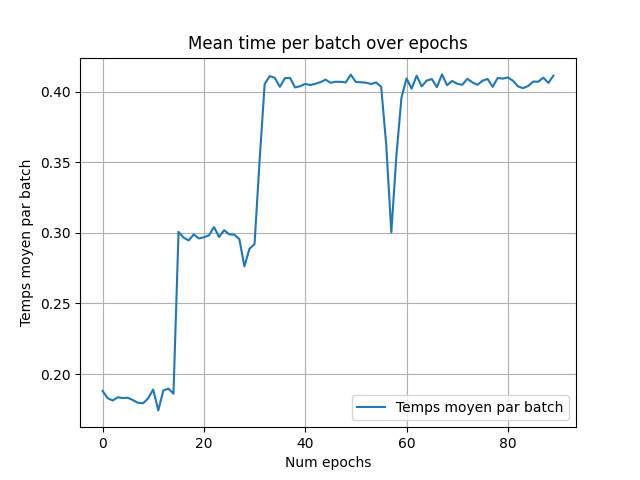 Mean time per batch over epochs
Temps moyen par batch
0.40
0.35
0.30
0.25
0.20
0 20 40 60 80
Num epochs
Temps moyen par batch